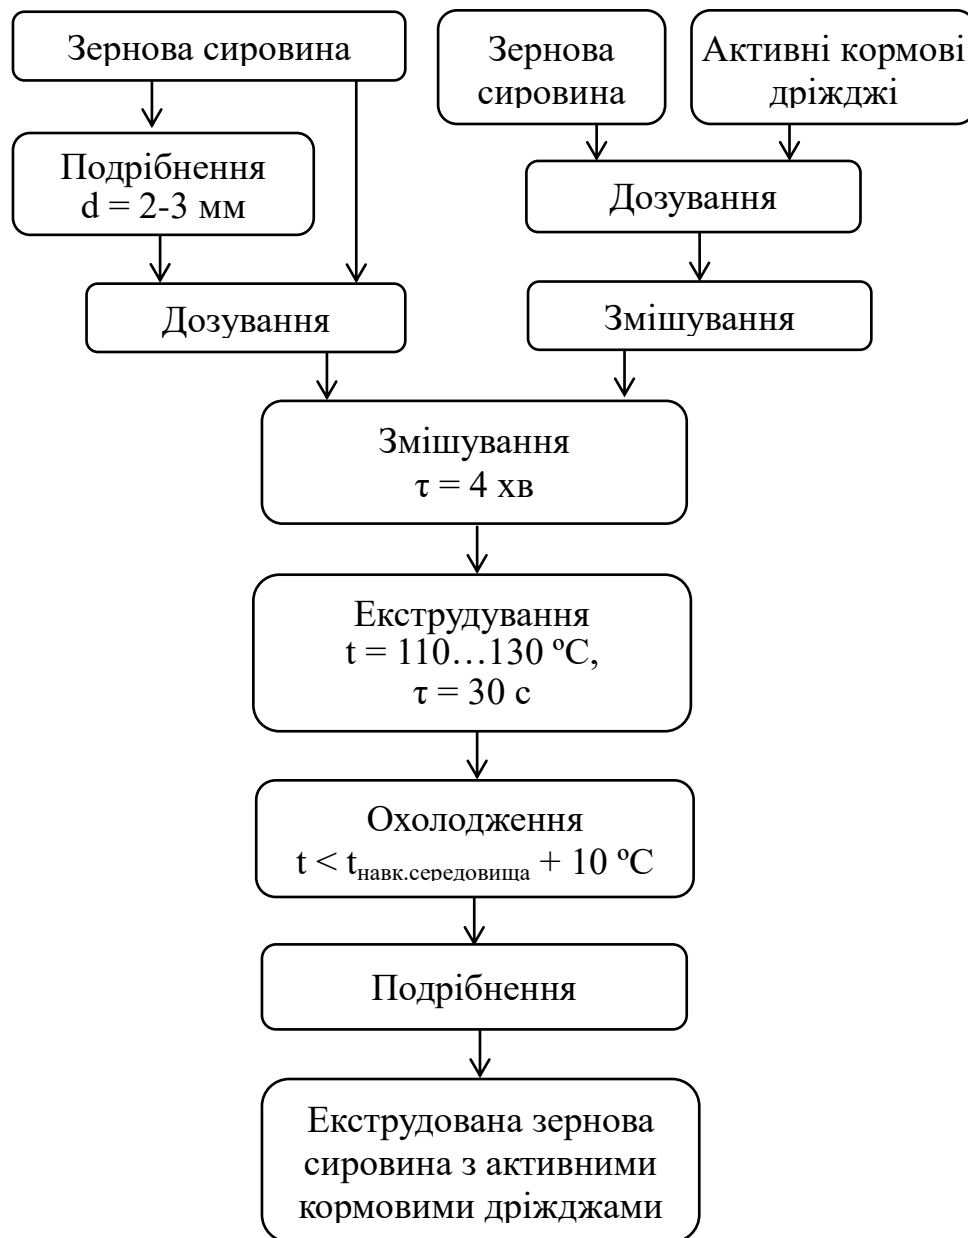 Зернова сировина
Зернова
сировина
Активні кормові
дріжджі
Подрібнення
d = 2-3 мм
Дозування
Дозування
Змішування
Змішування
τ = 4 хв
Екструдування
t = 110…130 ºС,
τ = 30 с
Охолодження
t < tнавк.середовища + 10 ºС
Подрібнення
Екструдована зернова
сировина з активними
кормовими дріжджами